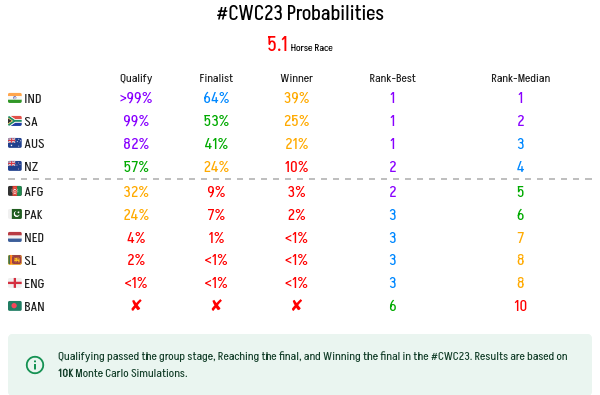 #CWC23 Probabilities
5.1 Horse Race
Qualify Finalist Winner Rank-Best Rank-Median
IND >99% 64% 39% 1 1
SA 99% 53% 25% 1 2
AUS 82% 41% 21% 1 3
NZ 57% 24% 10% 2 4
AFG 32% 9% 3% 2 5
PAK 24% 7% 2% 3 6
NED 4% 1% <1% 3 7
SL 2% <1% <1% 3 8
ENG <1% <1% <1% 3 8
BAN ✘ ✘ ✘ 6 10
Qualifying passed the group stage, Reaching the final, and Winning the final in the #CWC23. Results are based on
10K Monte Carlo Simulations.